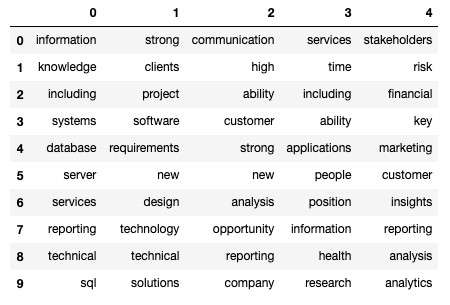 0 1 2 3 4
0 information strong communication services stakeholders
1 knowledge clients high time risk
2 including project ability including financial
3 systems software customer ability key
4 database requirements strong applications marketing
5 server new new people customer
6 services design analysis position insights
7 reporting technology opportunity information reporting
8 technical technical reporting health analysis
9 sql solutions company research analytics